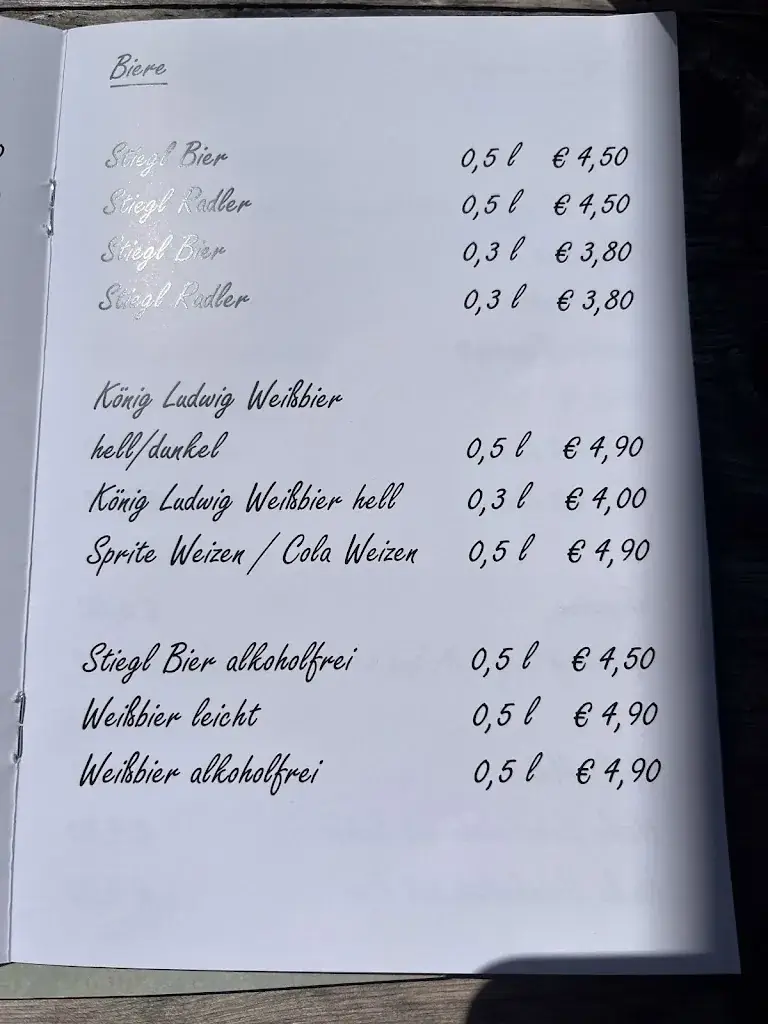 Biere
Stiegl Bier 0,5 l € 4,50
Stiegl Radler 0,5 l € 4,50
Stiegl Bier 0,3 l € 3,80
Stiegl Radler 0,3 l € 3,80
König Ludwig Weißbier
hell/dunkel 0,5 l € 4,90
König Ludwig Weißbier hell 0,3 l € 4,00
Sprite Weizen / Cola Weizen 0,5 l € 4,90
Stiegl Bier alkoholfrei 0,5 l € 4,50
Weißbier leicht 0,5 l € 4,90
Weißbier alkoholfrei 0,5 l € 4,90